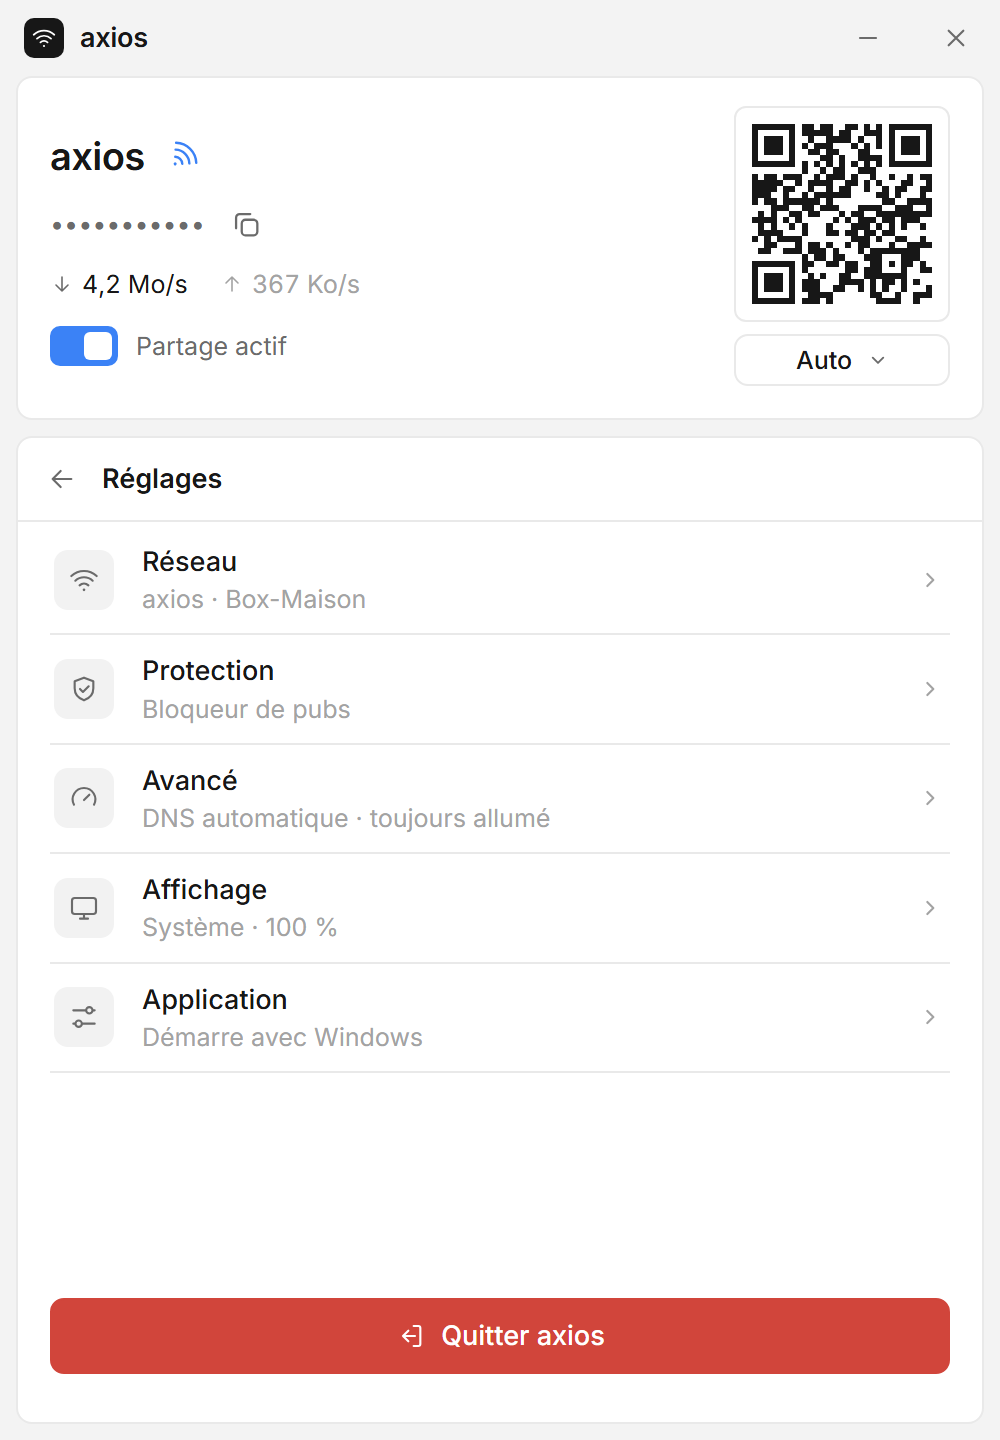 axios
axios
•••••••••••
↓ 4,2 Mo/s ↑ 367 Ko/s
Partage actif
Auto
Réglages
Réseau
axios · Box-Maison
Protection
Bloqueur de pubs
Avancé
DNS automatique · toujours allumé
Affichage
Système · 100 %
Application
Démarre avec Windows
Quitter axios